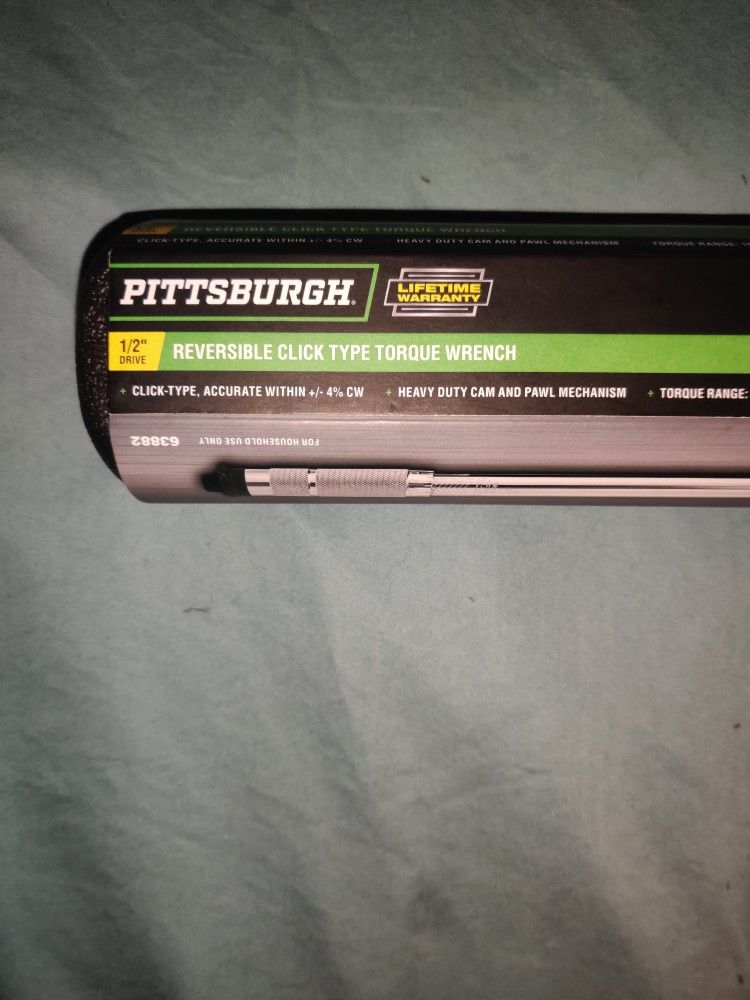 REVERSIBLE CLICK TYPE TORQUE WRENCH
CLICK-TYPE, ACCURATE WITHIN +/- 4% CW + HEAVY DUTY CAM AND PAWL MECHANISM TORQUE RANGE:
PITTSBURGH®
LIFETIME
WARRANTY
1/2"
DRIVE
REVERSIBLE CLICK TYPE TORQUE WRENCH
+ CLICK-TYPE, ACCURATE WITHIN +/- 4% CW + HEAVY DUTY CAM AND PAWL MECHANISM + TORQUE RANGE:
63882 FOR HOUSEHOLD USE ONLY